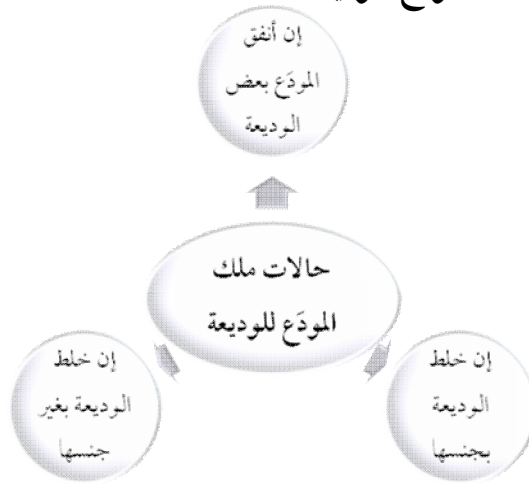 إن أنفق
المودَع بعض
الوديعة
حالات ملك
المودَع للوديعة
إن خلط
الوديعة
بجنسها
إن خلط
الوديعة بغير
جنسها